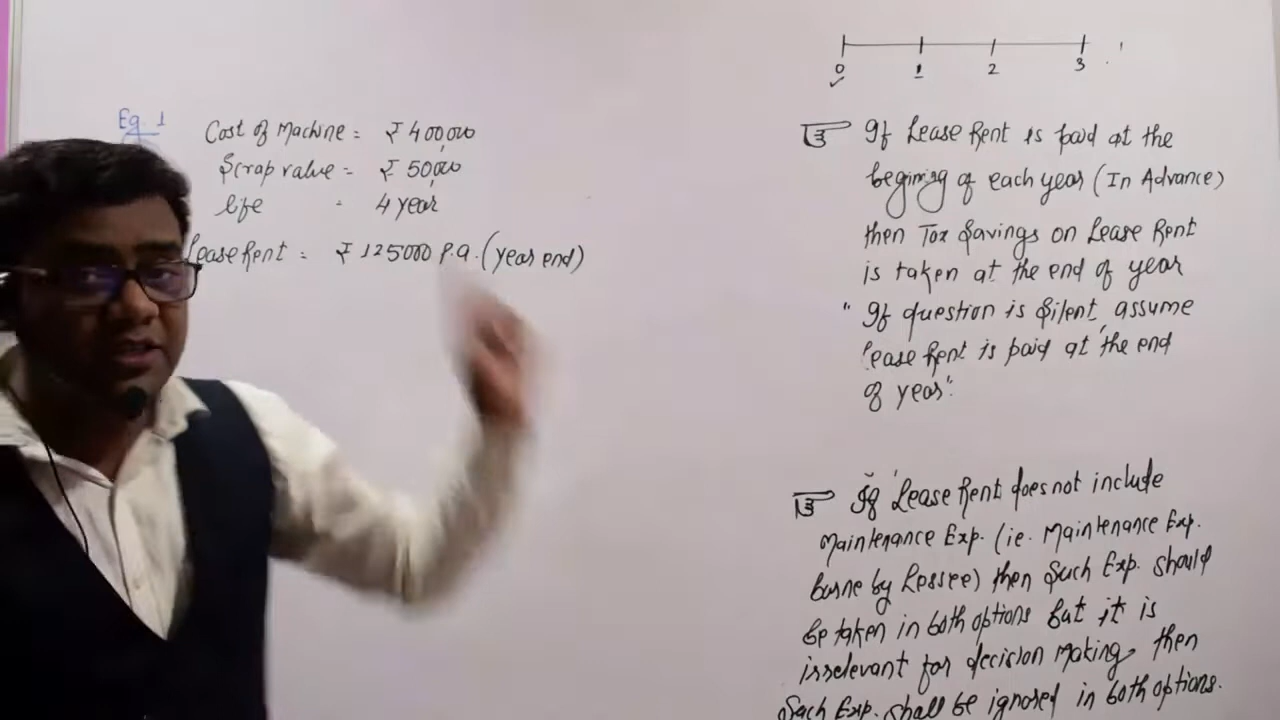 Eg. 1
Cost of Machine = ₹ 400,000
Scrap value = ₹ 50,000
life = 4 year
Lease Rent = ₹ 125000 P.a. (year end)
0 1 2 3
If Lease Rent is paid at the
begining of each year (In Advance)
then Tax Savings on Lease Rent
is taken at the end of year
"If question is silent, assume
Lease Rent is paid at the end
of year"
If Lease Rent does not include
Maintenance Exp. (ie. Maintenance Exp.
borne by Lessee) then Such Exp. should
be taken in both options but it is
irrelevant for decision making, then
Such Exp. shall be ignored in both options.